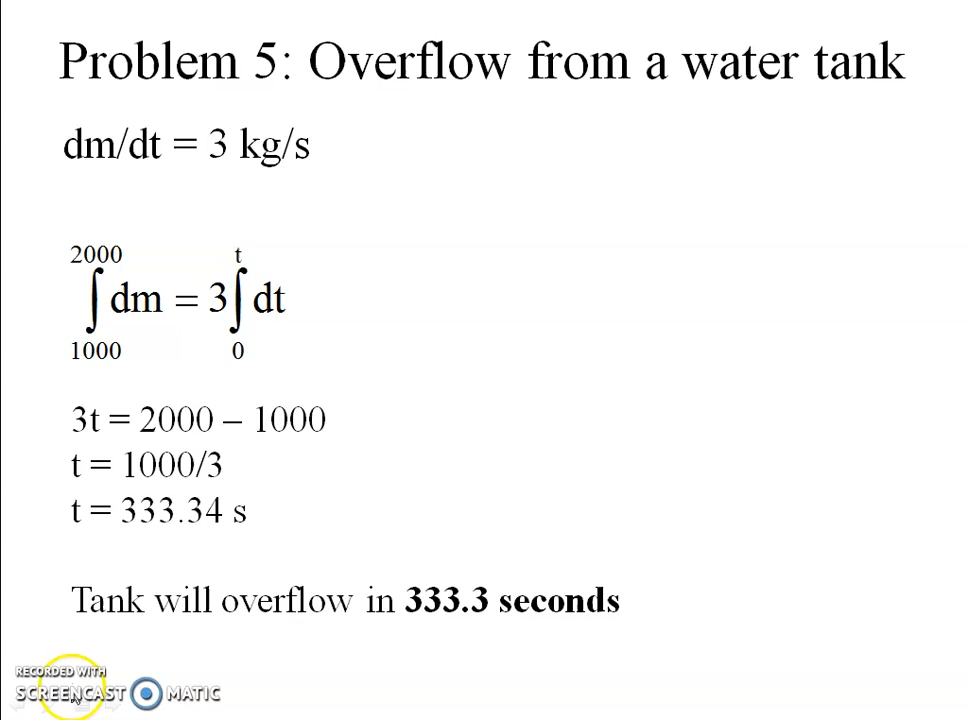 Problem 5: Overflow from a water tank
dm/dt = 3 kg/s
2000 t
∫dm = 3∫dt
1000 0
3t = 2000 – 1000
t = 1000/3
t = 333.34 s
Tank will overflow in 333.3 seconds
RECORDED WITH
SCREENCAST MATIC